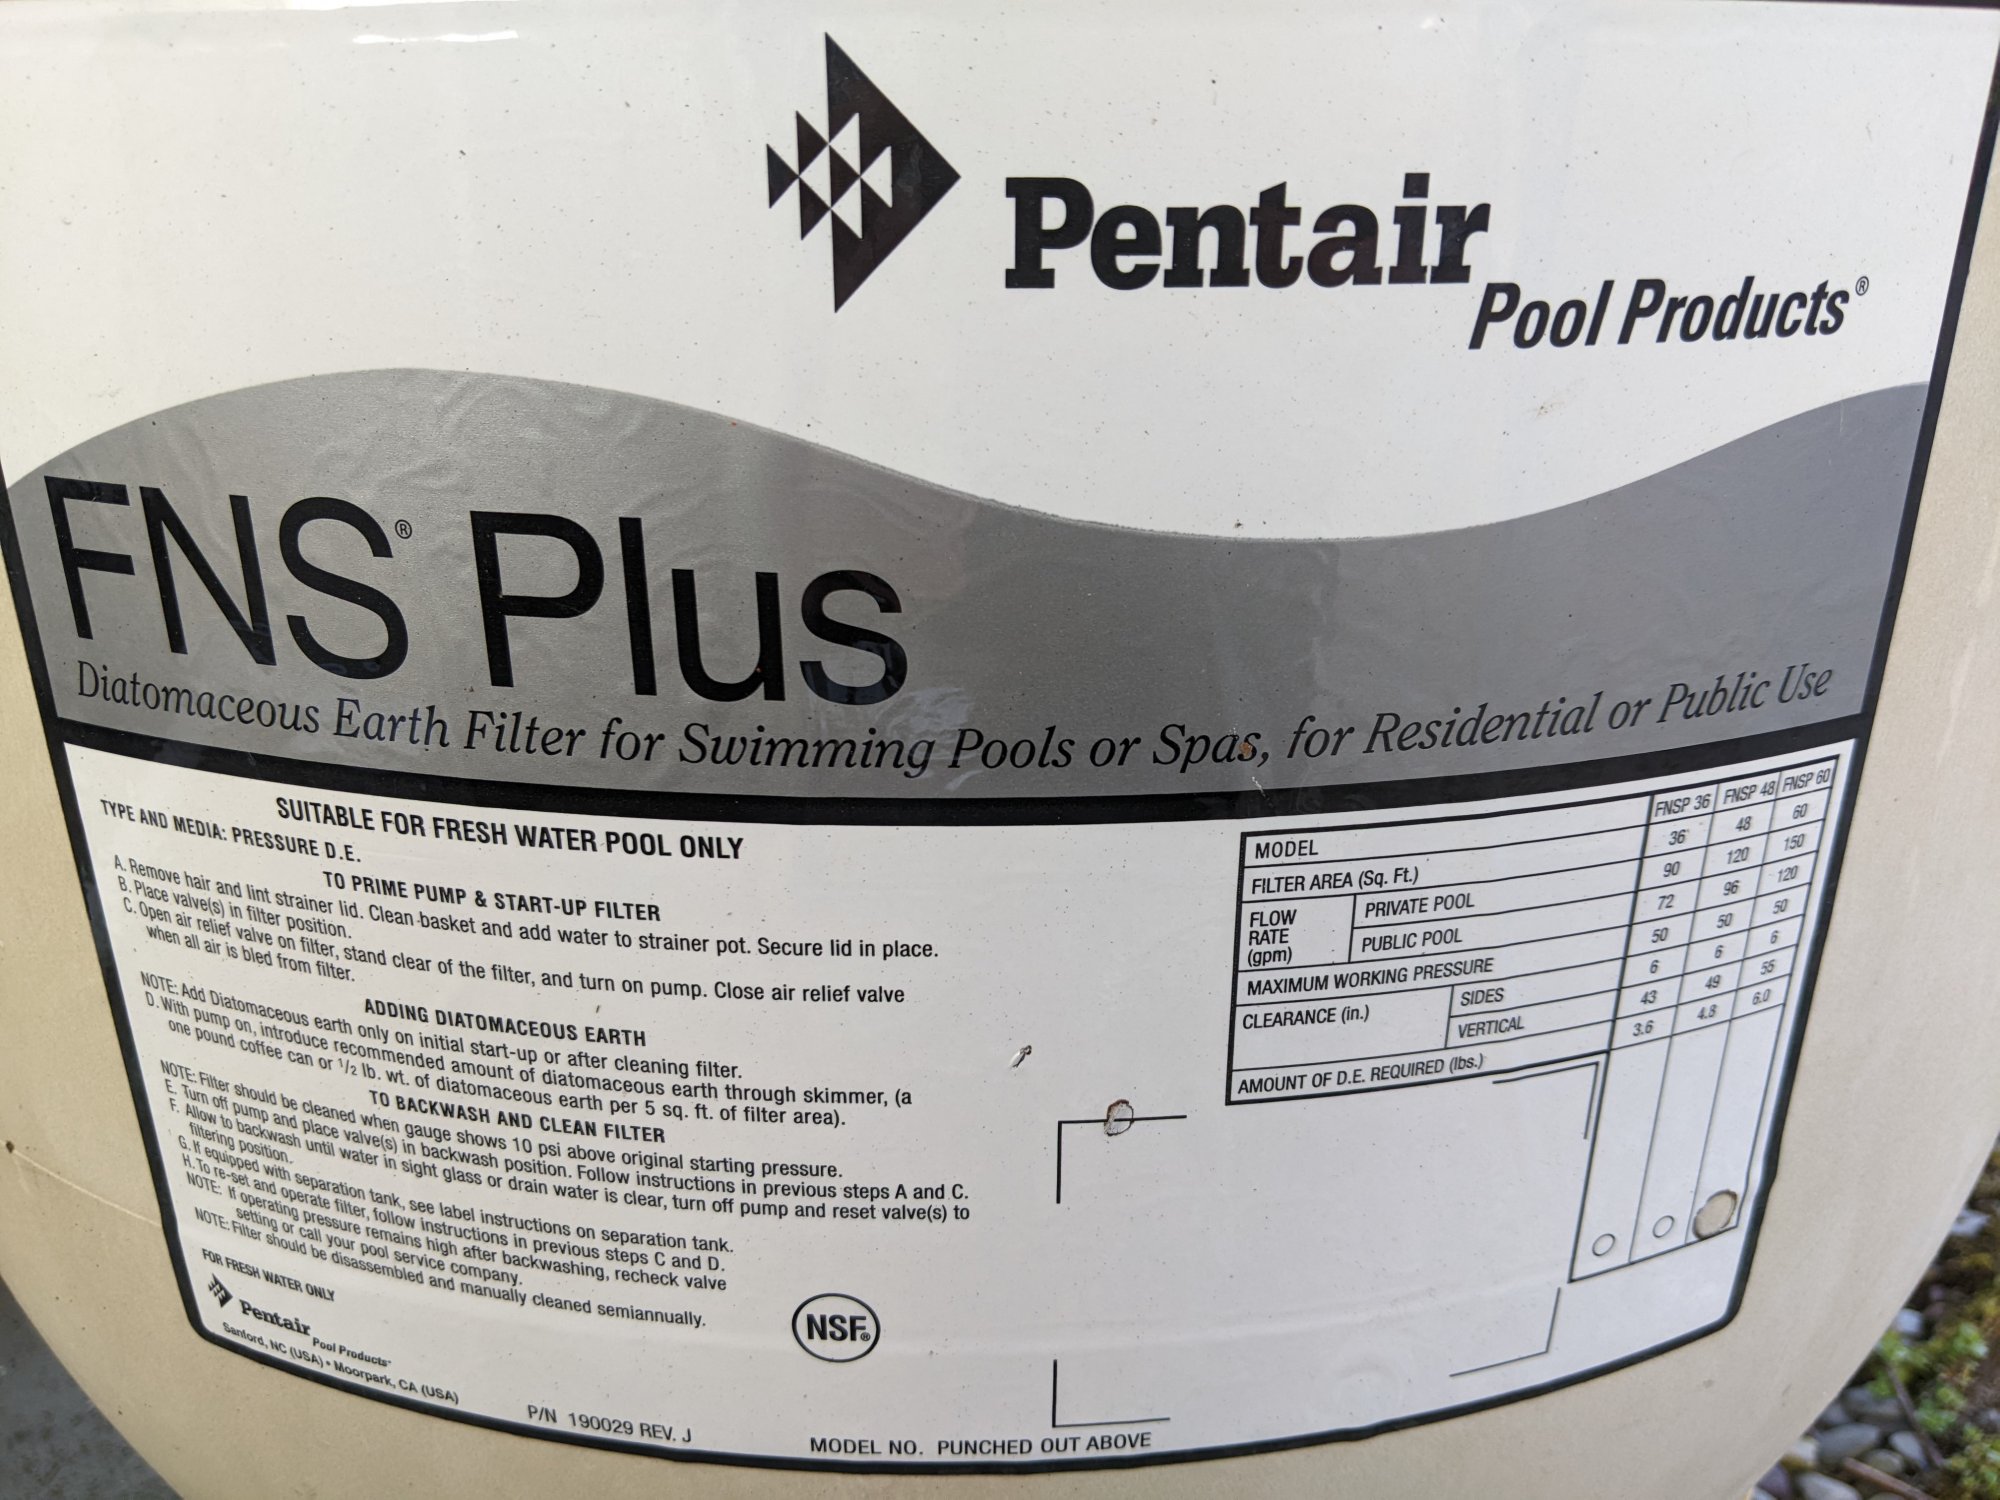 Pentair
Pool Products®
FNS® Plus
Diatomaceous Earth Filter for Swimming Pools or Spas, for Residential or Public Use
SUITABLE FOR FRESH WATER POOL ONLY
TYPE AND MEDIA: PRESSURE D.E.
TO PRIME PUMP & START-UP FILTER
A. Remove hair and lint strainer lid. Clean basket and add water to strainer pot. Secure lid in place.
B. Place valve(s) in filter position.
C. Open air relief valve on filter, stand clear of the filter, and turn on pump. Close air relief valve
when all air is bled from filter.
ADDING DIATOMACEOUS EARTH
NOTE: Add Diatomaceous earth only on initial start-up or after cleaning filter.
D. With pump on, introduce recommended amount of diatomaceous earth through skimmer, (a
one pound coffee can or 1/2 lb. wt. of diatomaceous earth per 5 sq. ft. of filter area).
TO BACKWASH AND CLEAN FILTER
NOTE: Filter should be cleaned when gauge shows 10 psi above original starting pressure.
E. Turn off pump and place valve(s) in backwash position. Follow instructions in previous steps A and C.
F. Allow to backwash until water in sight glass or drain water is clear, turn off pump and reset valve(s) to
filtering position.
G. If equipped with separation tank, see label instructions on separation tank.
H. To re-set and operate filter, follow instructions in previous steps C and D.
NOTE: If operating pressure remains high after backwashing, recheck valve
setting or call your pool service company.
NOTE: Filter should be disassembled and manually cleaned semiannually.
FOR FRESH WATER ONLY
Pentair
Pool Products
Sanford, NC (USA) • Moorpark, CA (USA)
P/N 190029 REV. J
NSF®
MODEL NO. PUNCHED OUT ABOVE
MODEL FNSP 36 FNSP 48 FNSP 60
FILTER AREA (Sq. Ft.) 36 48 60
FLOW RATE (gpm) PRIVATE POOL 90 120 150
PUBLIC POOL 72 96 120
MAXIMUM WORKING PRESSURE 50 50 50
CLEARANCE (in.) SIDES 6 6 6
VERTICAL 43 49 55
AMOUNT OF D.E. REQUIRED (lbs.) 3.6 4.8 6.0